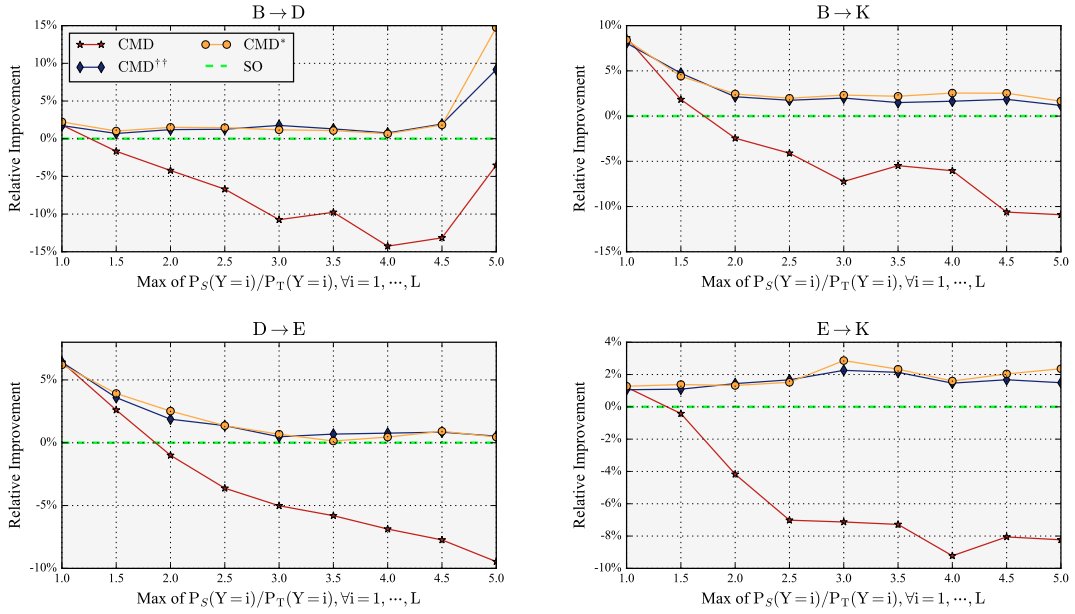 B → D
15%
10%
5%
0%
-5%
-10%
-15%
Relative Improvement
CMD
CMD††
CMD*
SO
1.0 1.5 2.0 2.5 3.0 3.5 4.0 4.5 5.0
Max of P_S(Y = i)/P_T(Y = i), ∀i = 1, ⋯, L
B → K
10%
5%
0%
-5%
-10%
-15%
Relative Improvement
1.0 1.5 2.0 2.5 3.0 3.5 4.0 4.5 5.0
Max of P_S(Y = i)/P_T(Y = i), ∀i = 1, ⋯, L
D → E
5%
0%
-5%
-10%
Relative Improvement
1.0 1.5 2.0 2.5 3.0 3.5 4.0 4.5 5.0
Max of P_S(Y = i)/P_T(Y = i), ∀i = 1, ⋯, L
E → K
4%
2%
0%
-2%
-4%
-6%
-8%
-10%
Relative Improvement
1.0 1.5 2.0 2.5 3.0 3.5 4.0 4.5 5.0
Max of P_S(Y = i)/P_T(Y = i), ∀i = 1, ⋯, L